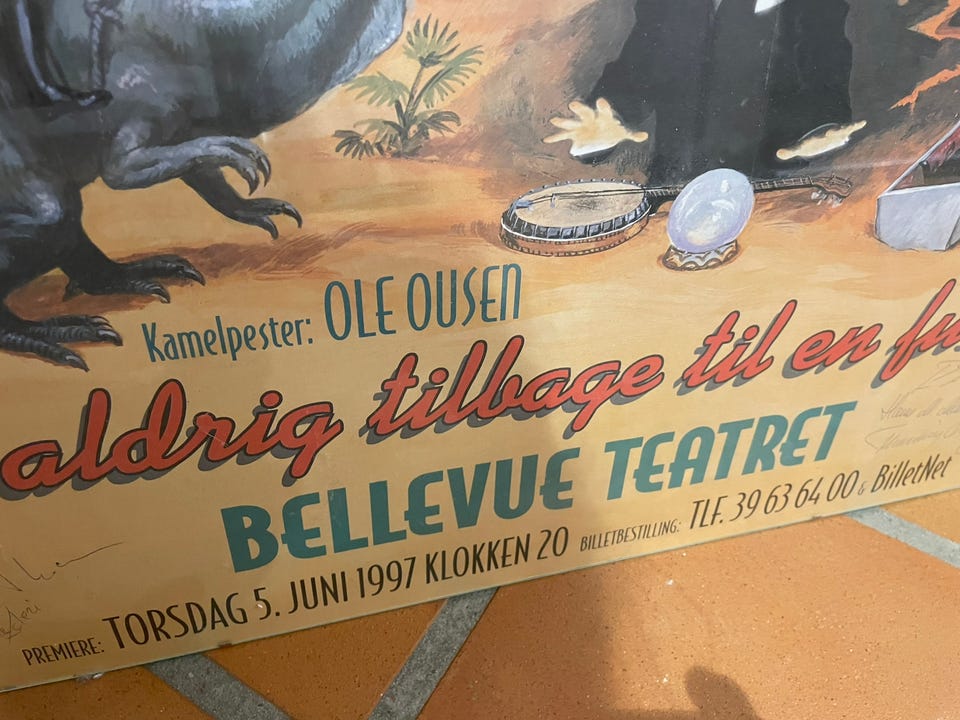 Kamelpester: OLE OUSEN
aldrig tilbage til en fu
BELLEVUE TEATRET
PREMIERE: TORSDAG 5. JUNI 1997 KLOKKEN 20 BILLETBESTILLING: TLF. 39 63 64 00 & BilletNet